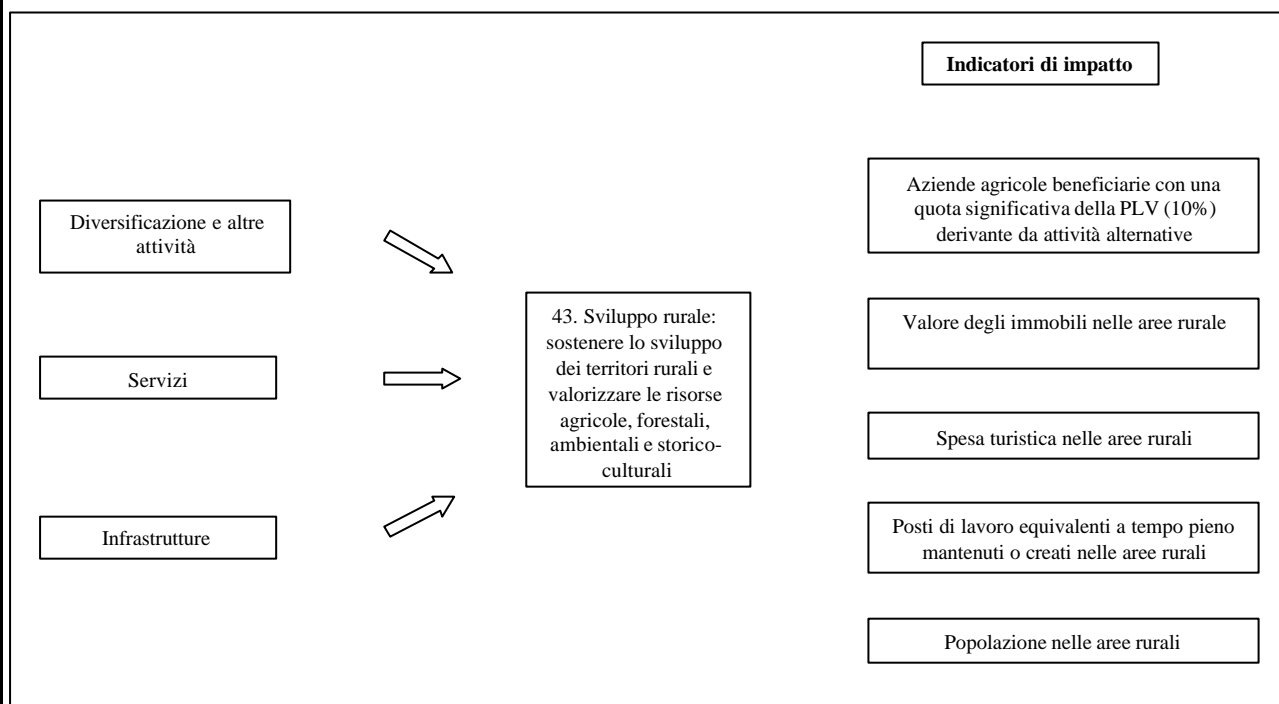 Indicatori di impatto
Diversificazione e altre
attività
Servizi
Infrastrutture
43. Sviluppo rurale:
sostenere lo sviluppo
dei territori rurali e
valorizzare le risorse
agricole, forestali,
ambientali e storico-
culturali
Aziende agricole beneficiarie con una
quota significativa della PLV (10%)
derivante da attività alternative
Valore degli immobili nelle aree rurale
Spesa turistica nelle aree rurali
Posti di lavoro equivalenti a tempo pieno
mantenuti o creati nelle aree rurali
Popolazione nelle aree rurali